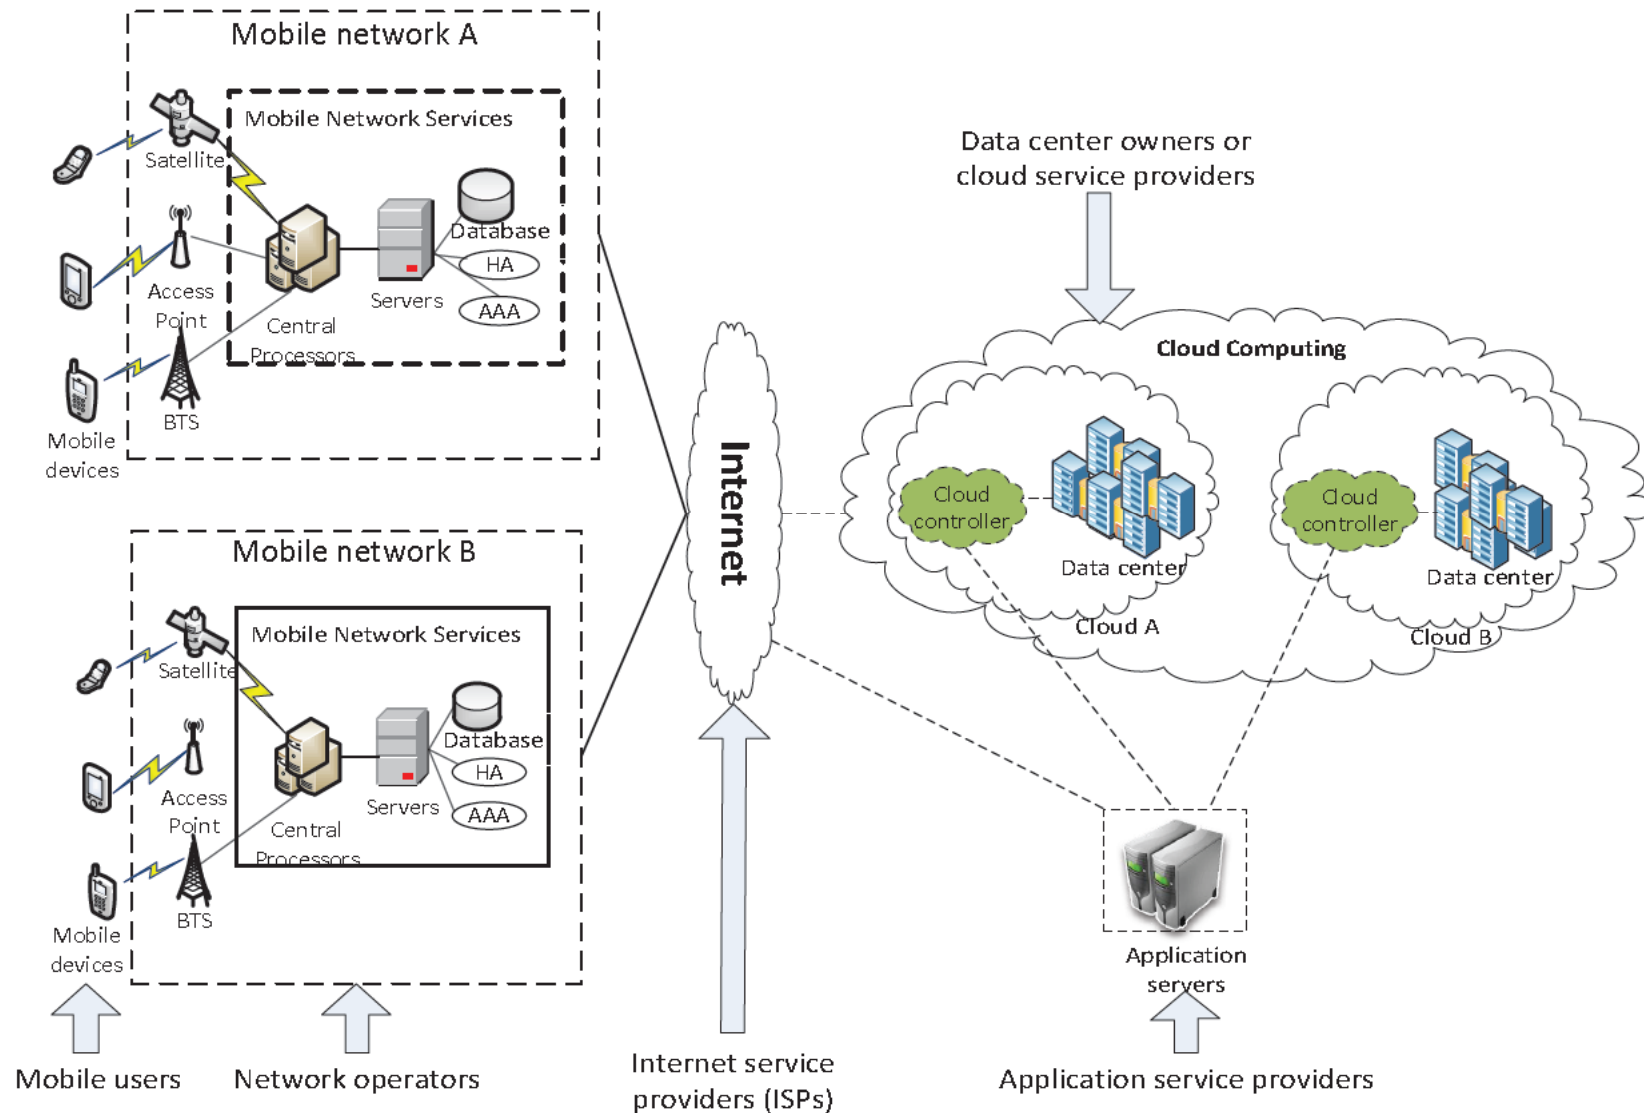 Mobile network A
Mobile Network Services
Satellite
Database
HA
Access
Point
Servers
AAA
Central
Processors
BTS
Mobile
devices
Mobile network B
Mobile Network Services
Satellite
Database
HA
Access
Point
Servers
AAA
Central
Processors
BTS
Mobile
devices
Mobile users
Network operators
Internet
Internet service
providers (ISPs)
Data center owners or
cloud service providers
Cloud Computing
Cloud
controller
Data center
Cloud A
Cloud
controller
Data center
Cloud B
Application
servers
Application service providers